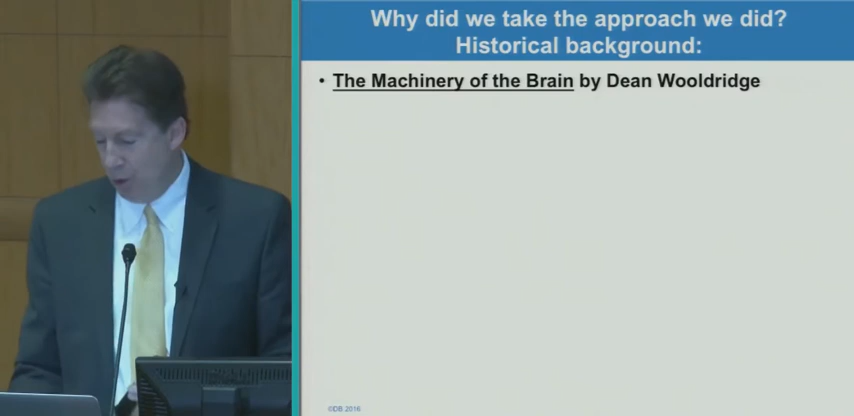 Why did we take the approach we did?
Historical background:
• The Machinery of the Brain by Dean Wooldridge
©DB 2016